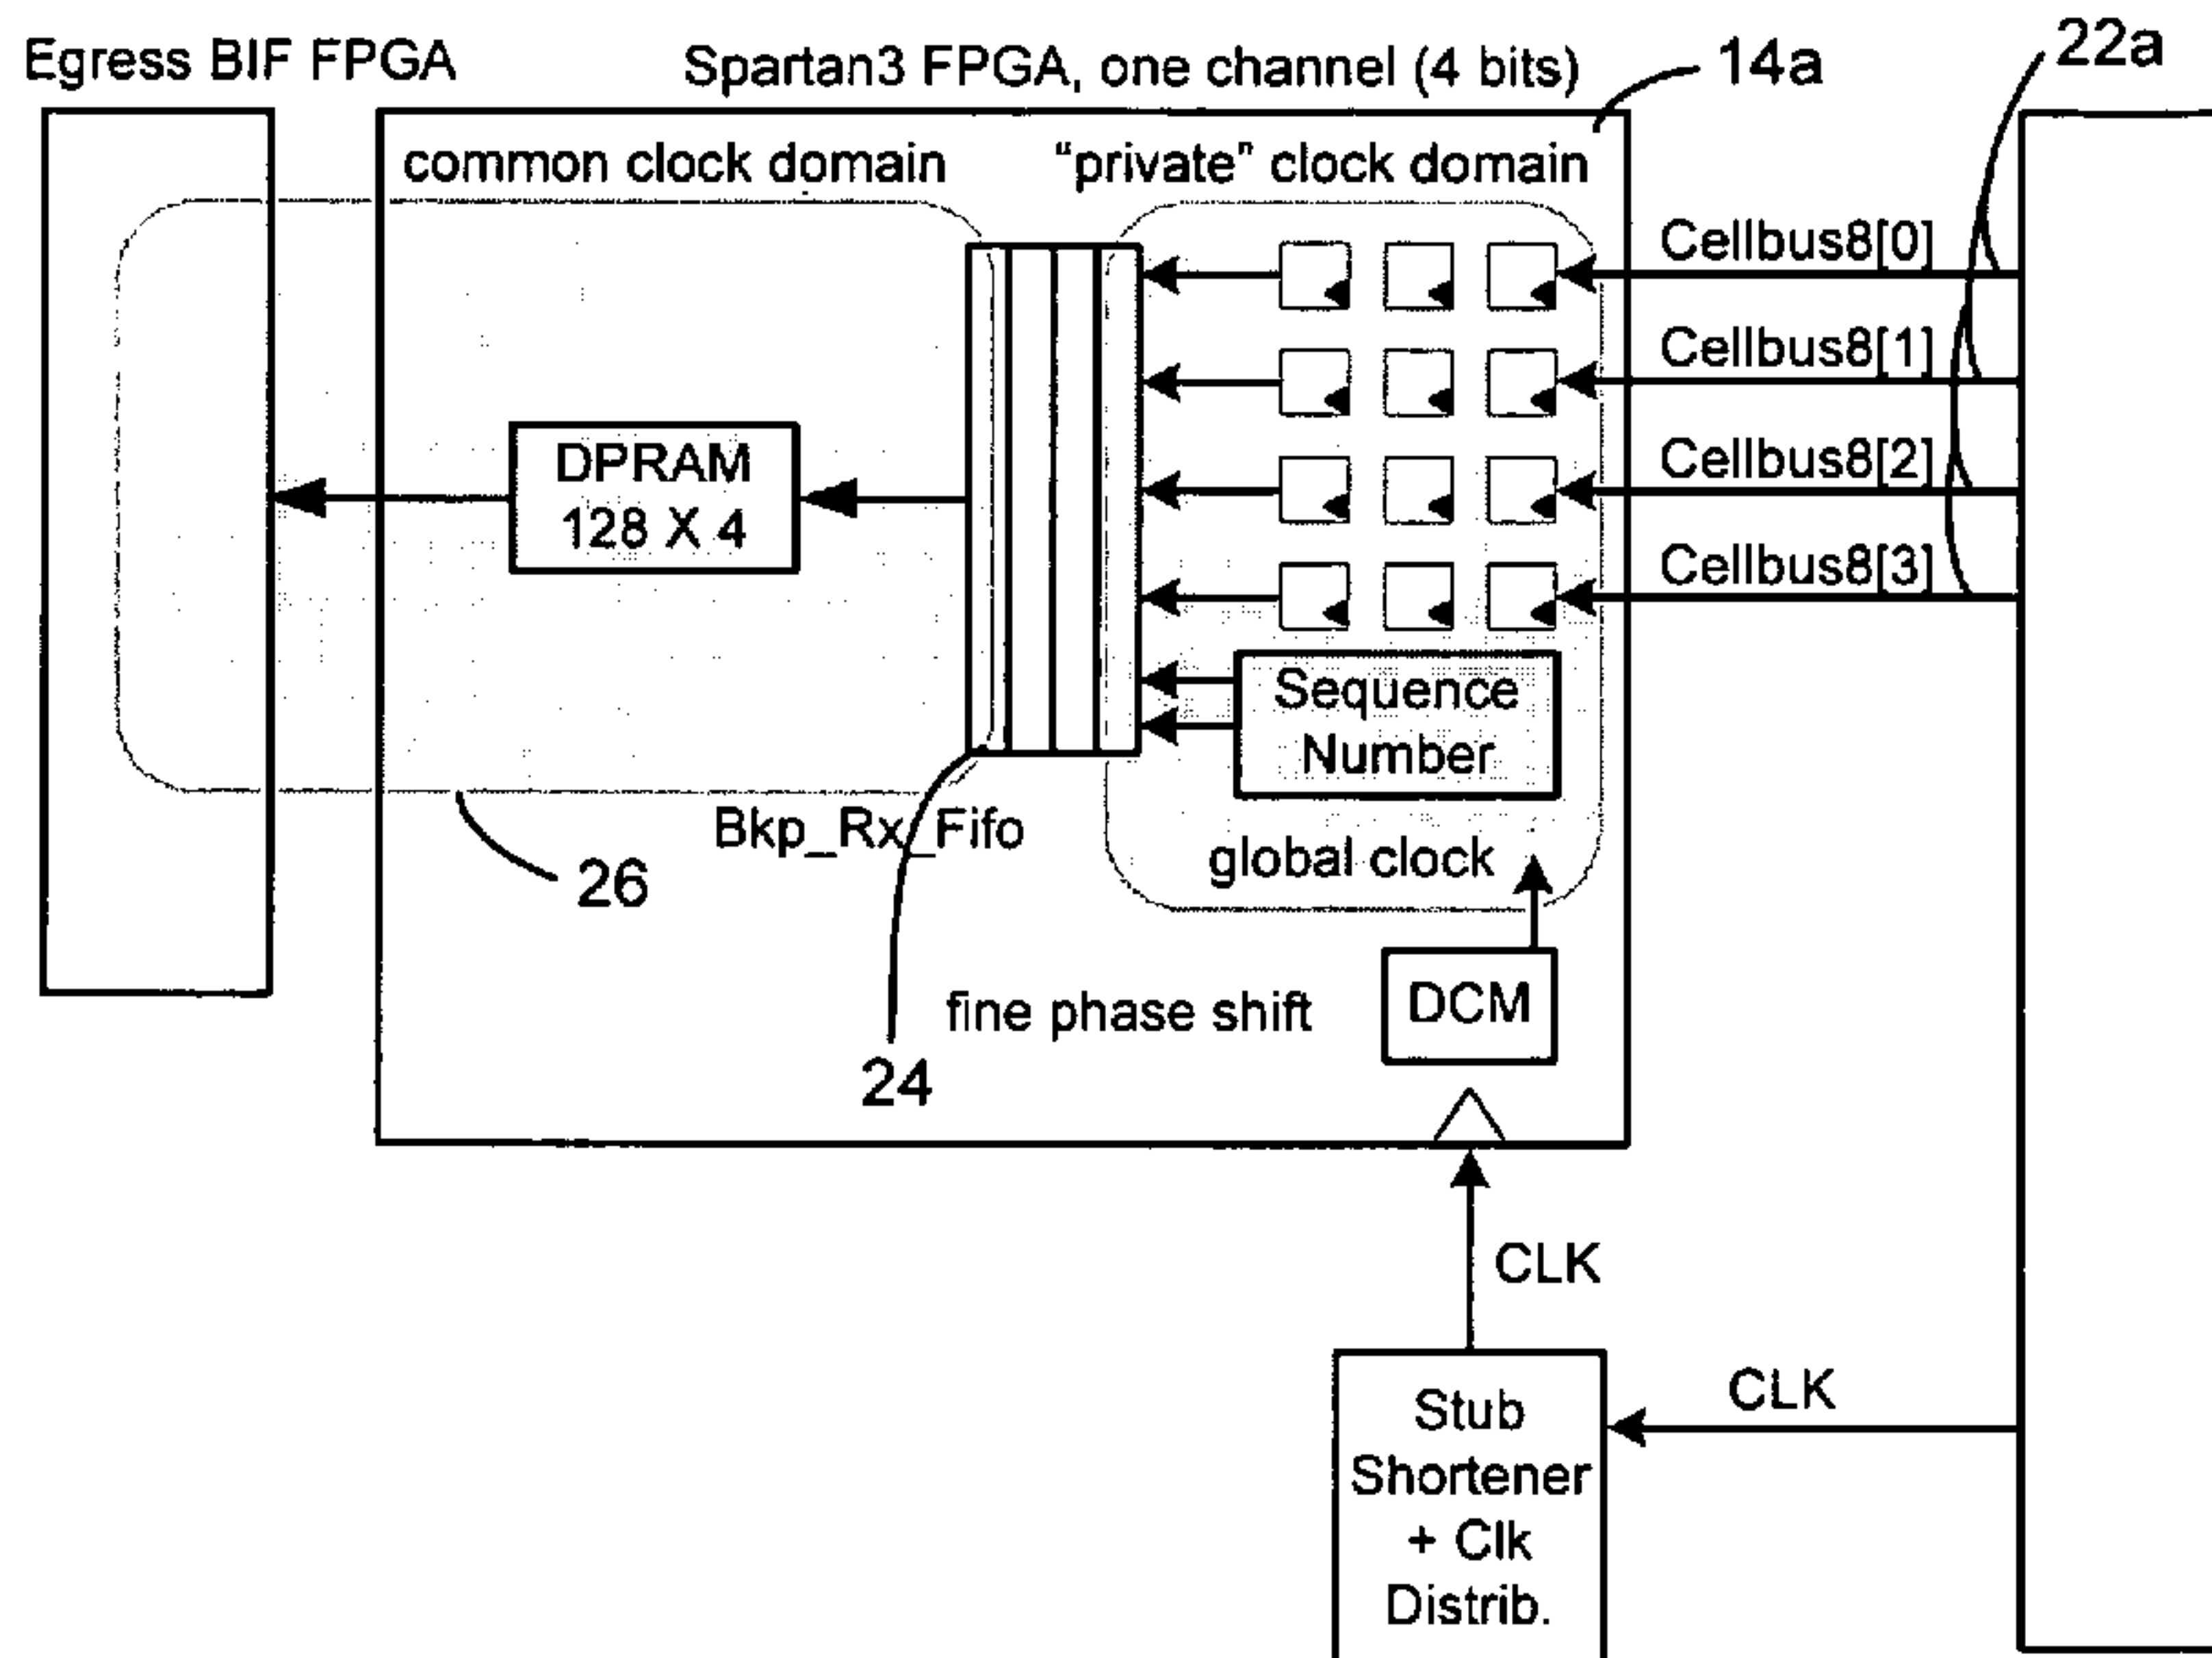 Egress BIF FPGA
Spartan3 FPGA, one channel (4 bits)
14a
22a
common clock domain
"private" clock domain
Cellbus8[0]
Cellbus8[1]
Cellbus8[2]
Cellbus8[3]
DPRAM
128 X 4
Sequence
Number
Bkp_Rx_Fifo
global clock
26
fine phase shift
DCM
24
CLK
CLK
Stub
Shortener
+ Clk
Distrib.